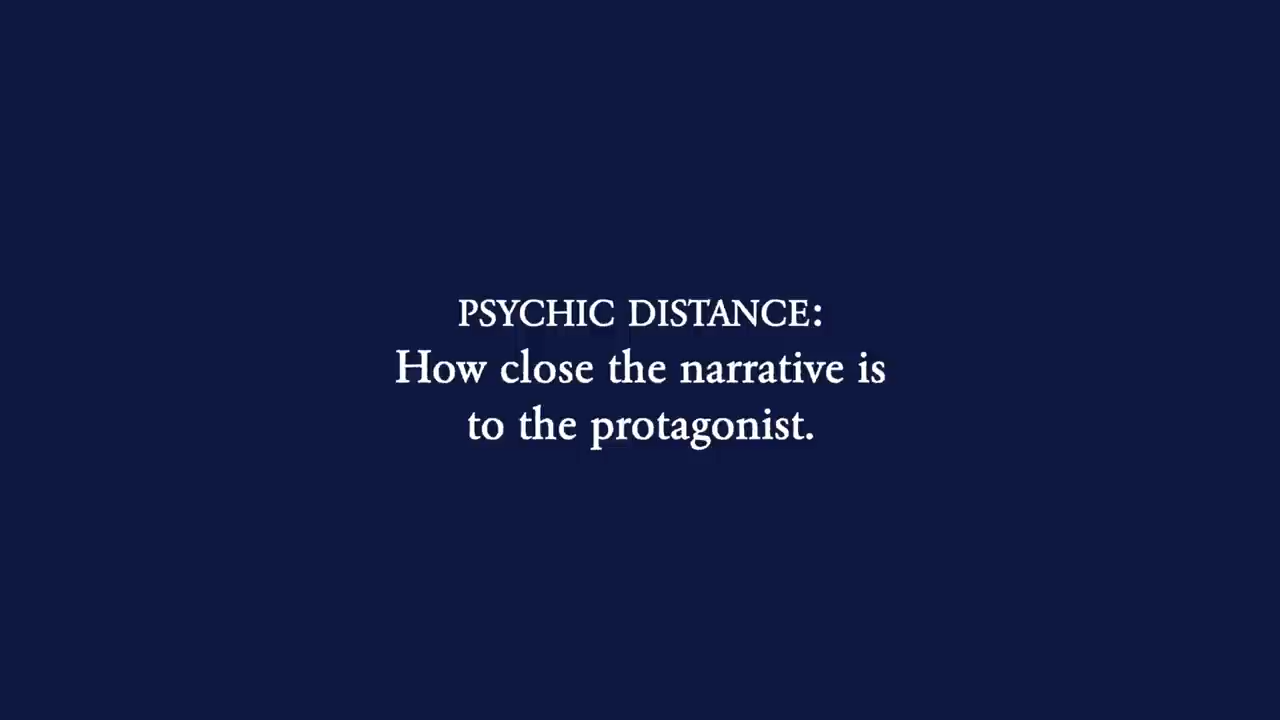 PSYCHIC DISTANCE:
How close the narrative is
to the protagonist.